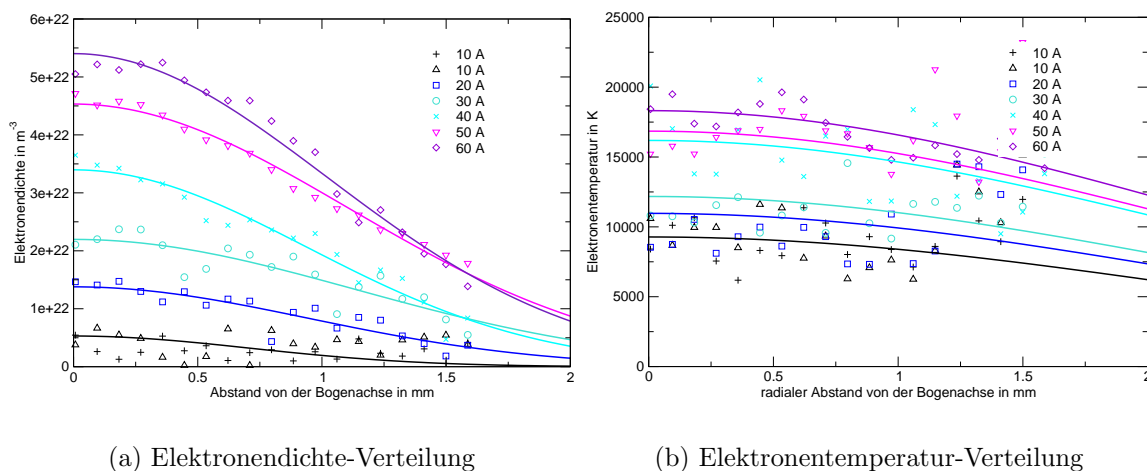 6e+22
5e+22
4e+22
3e+22
2e+22
1e+22
0
Elektronendichte in m-3
0
0.5
1
1.5
2
Abstand von der Bogenachse in mm
10 A
10 A
20 A
30 A
40 A
50 A
60 A
(a) Elektronendichte-Verteilung
25000
20000
15000
10000
5000
0
Elektronentemperatur in K
0
0.5
1
1.5
2
radialer Abstand von der Bogenachse in mm
10 A
10 A
20 A
30 A
40 A
50 A
60 A
(b) Elektronentemperatur-Verteilung